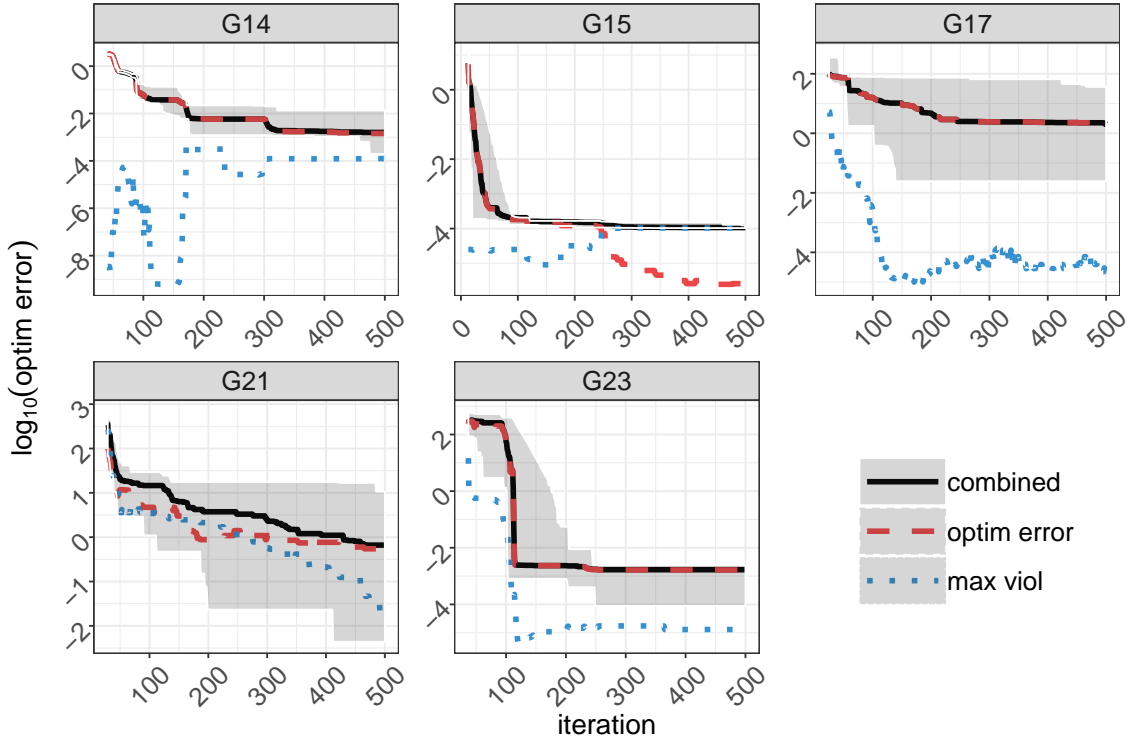 G14 G15 G17
0 −2 −4 −6 −8
0 −2 −4
2 0 −2 −4
100 200 300 400 500
0 100 200 300 400 500
100 200 300 400 500
G21 G23
3 2 1 0 −1 −2
2 0 −2 −4
100 200 300 400 500
100 200 300 400 500
log₁₀(optim error)
iteration
combined
optim error
max viol